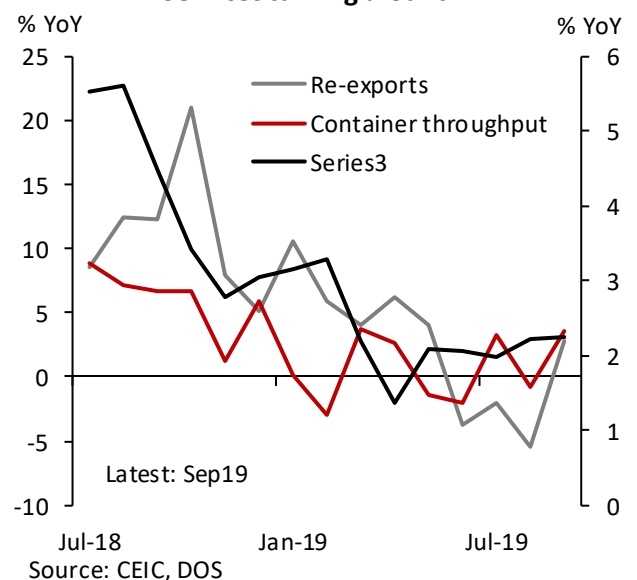 % YoY
% YoY
25
20
15
10
5
0
-5
-10
6
5
4
3
2
1
0
Re-exports
Container throughput
Series3
Latest: Sep19
Jul-18
Jan-19
Jul-19
Source: CEIC, DOS